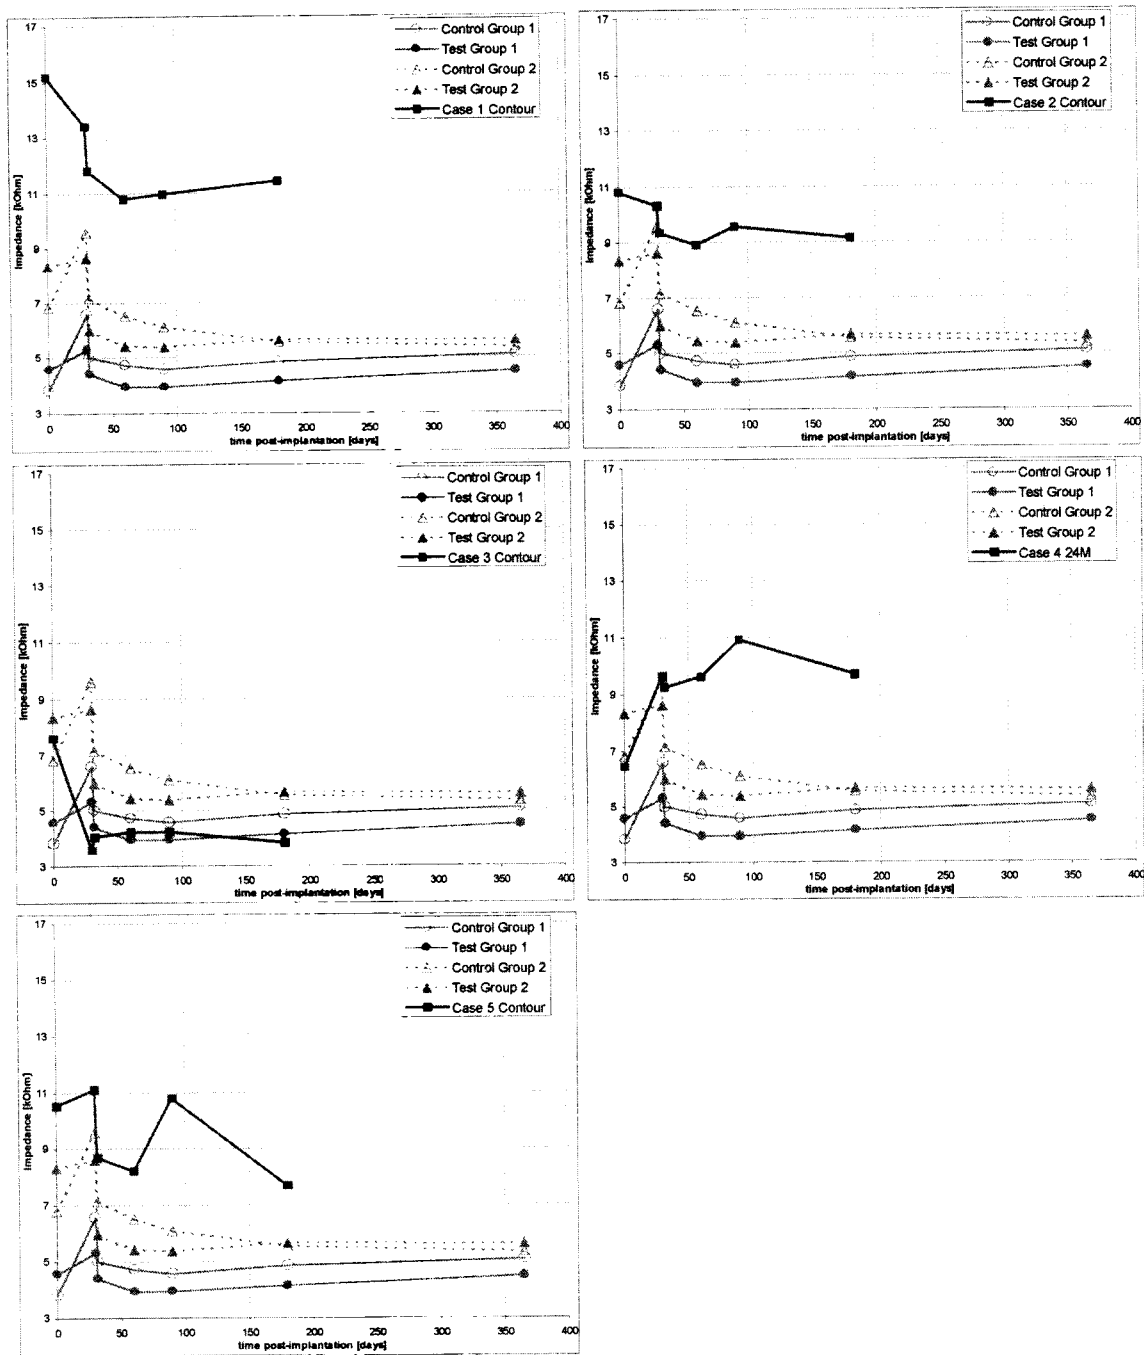 17
15
13
11
9
7
5
3
Impedance [kOhm]
0 50 100 150 200 250 300 350 400
time post-implantation [days]
Control Group 1
Test Group 1
Control Group 2
Test Group 2
Case 1 Contour
17
15
13
11
9
7
5
3
Impedance [kOhm]
0 50 100 150 200 250 300 350 400
time post-implantation [days]
Control Group 1
Test Group 1
Control Group 2
Test Group 2
Case 2 Contour
17
15
13
11
9
7
5
3
Impedance [kOhm]
0 50 100 150 200 250 300 350 400
time post-implantation [days]
Control Group 1
Test Group 1
Control Group 2
Test Group 2
Case 3 Contour
17
15
13
11
9
7
5
3
Impedance [kOhm]
0 50 100 150 200 250 300 350 400
time post-implantation [days]
Control Group 1
Test Group 1
Control Group 2
Test Group 2
Case 4 24M
17
15
13
11
9
7
5
3
Impedance [kOhm]
0 50 100 150 200 250 300 350 400
time post-implantation [days]
Control Group 1
Test Group 1
Control Group 2
Test Group 2
Case 5 Contour